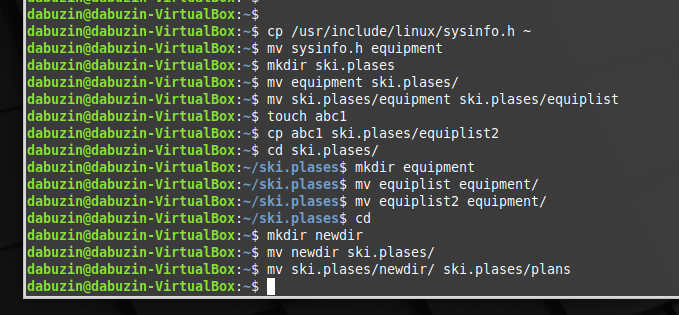 dabuzin@dabuzin-VirtualBox:~$
dabuzin@dabuzin-VirtualBox:~$ cp /usr/include/linux/sysinfo.h ~
dabuzin@dabuzin-VirtualBox:~$ mv sysinfo.h equipment
dabuzin@dabuzin-VirtualBox:~$ mkdir ski.plases
dabuzin@dabuzin-VirtualBox:~$ mv equipment ski.plases/
dabuzin@dabuzin-VirtualBox:~$ mv ski.plases/equipment ski.plases/equiplist
dabuzin@dabuzin-VirtualBox:~$ touch abc1
dabuzin@dabuzin-VirtualBox:~$ cp abc1 ski.plases/equiplist2
dabuzin@dabuzin-VirtualBox:~$ cd ski.plases/
dabuzin@dabuzin-VirtualBox:~/ski.plases$ mkdir equipment
dabuzin@dabuzin-VirtualBox:~/ski.plases$ mv equiplist equipment/
dabuzin@dabuzin-VirtualBox:~/ski.plases$ mv equiplist2 equipment/
dabuzin@dabuzin-VirtualBox:~/ski.plases$ cd
dabuzin@dabuzin-VirtualBox:~$ mkdir newdir
dabuzin@dabuzin-VirtualBox:~$ mv newdir ski.plases/
dabuzin@dabuzin-VirtualBox:~$ mv ski.plases/newdir/ ski.plases/plans
dabuzin@dabuzin-VirtualBox:~$